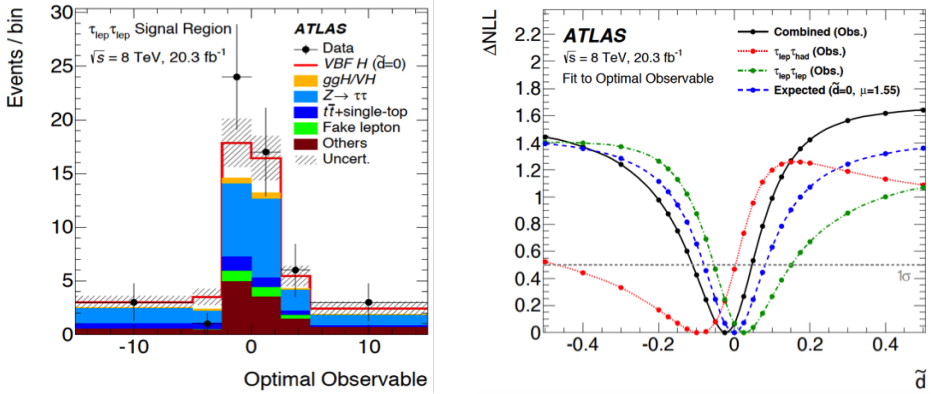 Events / bin
30
25
20
15
10
5
0
τlepτlep Signal Region
√s = 8 TeV, 20.3 fb⁻¹
ATLAS
Data
VBF H (d̃=0)
ggH/VH
Z→ ττ
tt̄+single-top
Fake lepton
Others
Uncert.
-10 0 10
Optimal Observable
ΔNLL
2.2
2
1.8
1.6
1.4
1.2
1
0.8
0.6
0.4
0.2
0
ATLAS
√s = 8 TeV, 20.3 fb⁻¹
Fit to Optimal Observable
Combined (Obs.)
τlepτhad (Obs.)
τlepτlep (Obs.)
Expected (d̃=0, μ=1.55)
1σ
-0.4 -0.2 0 0.2 0.4
d̃